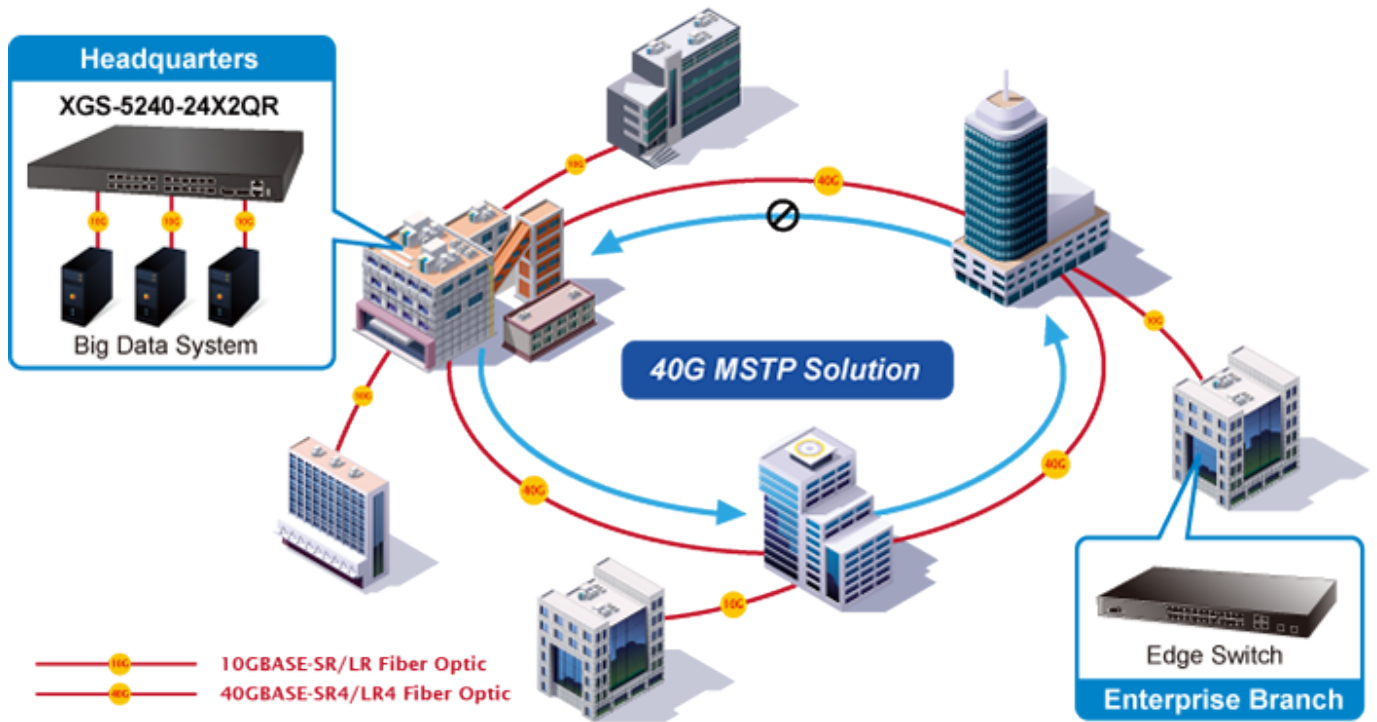 Headquarters
XGS-5240-24X2QR
10G
10G
10G
Big Data System
10G
40G
10G
40G MSTP Solution
10G
40G
40G
10G
10GBASE-SR/LR Fiber Optic
10G
40GBASE-SR4/LR4 Fiber Optic
40G
Edge Switch
Enterprise Branch